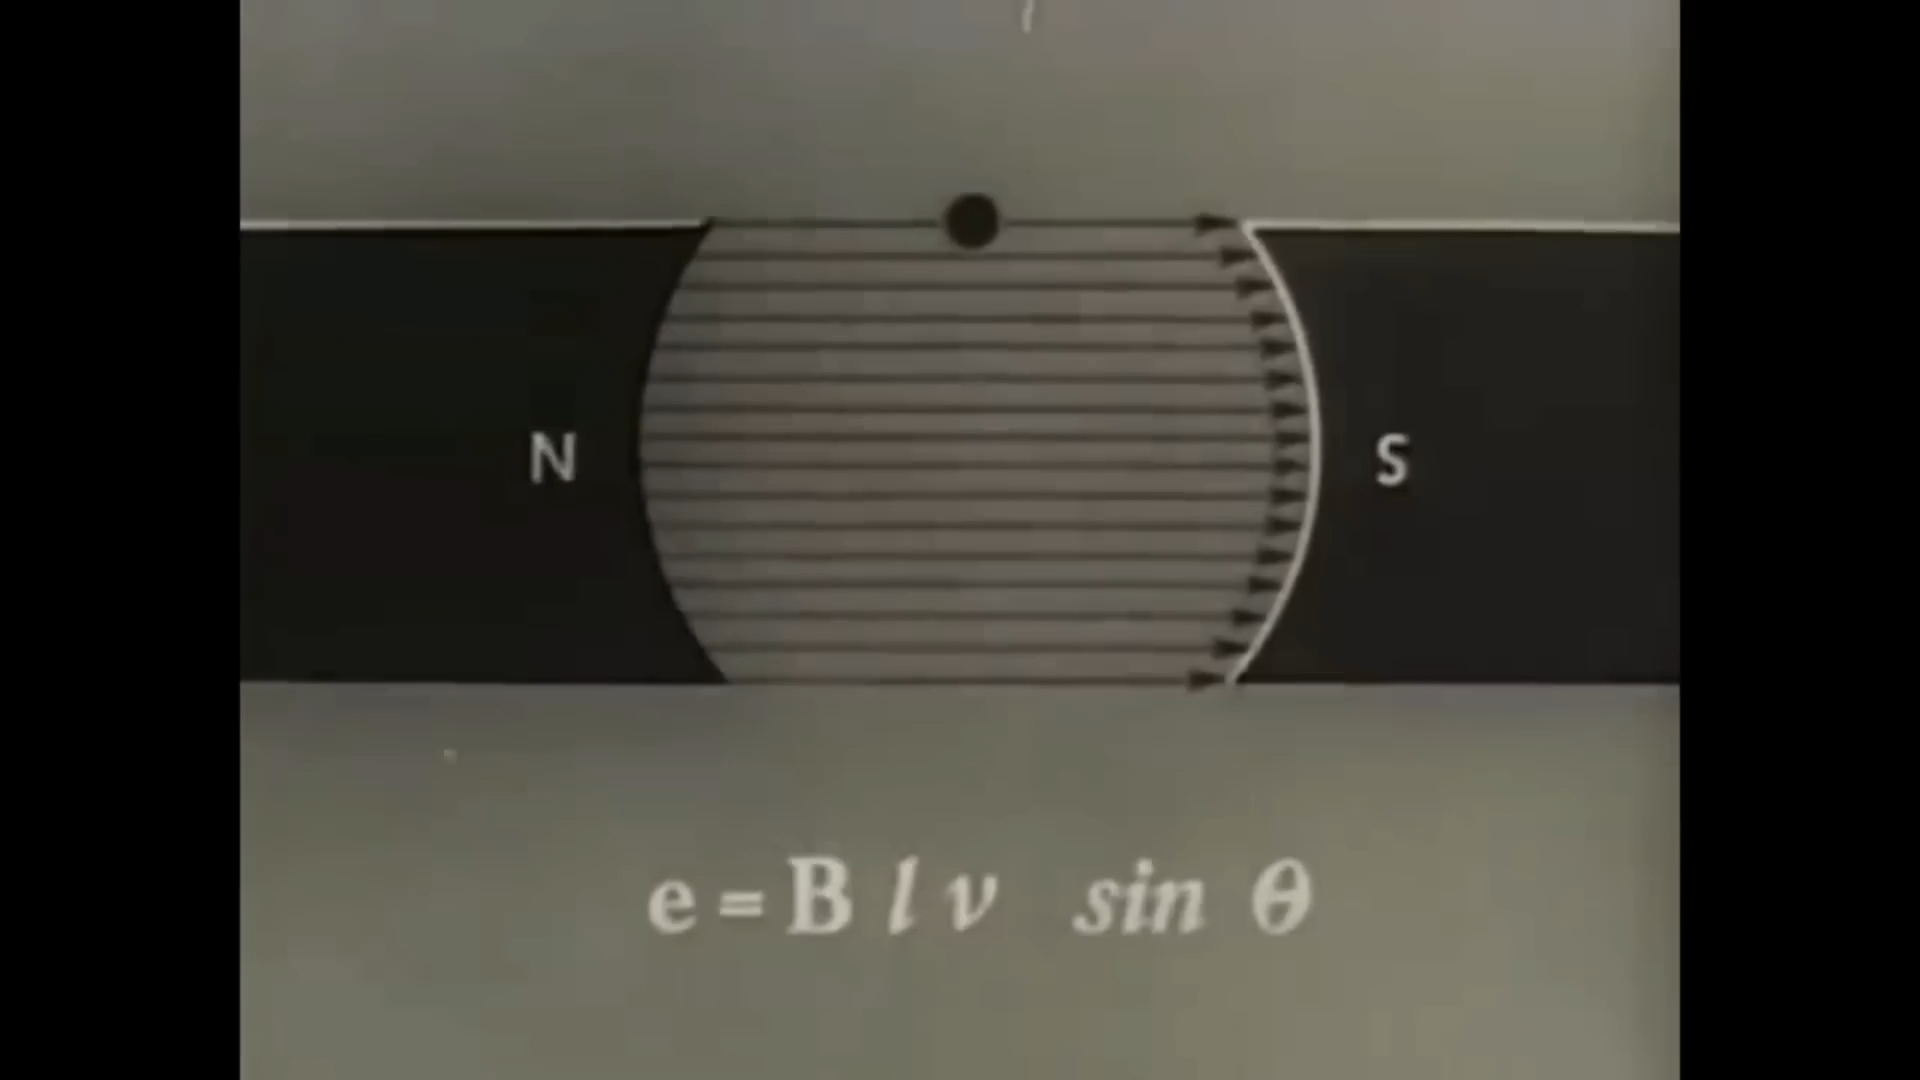 N S
e = B l v sin θ